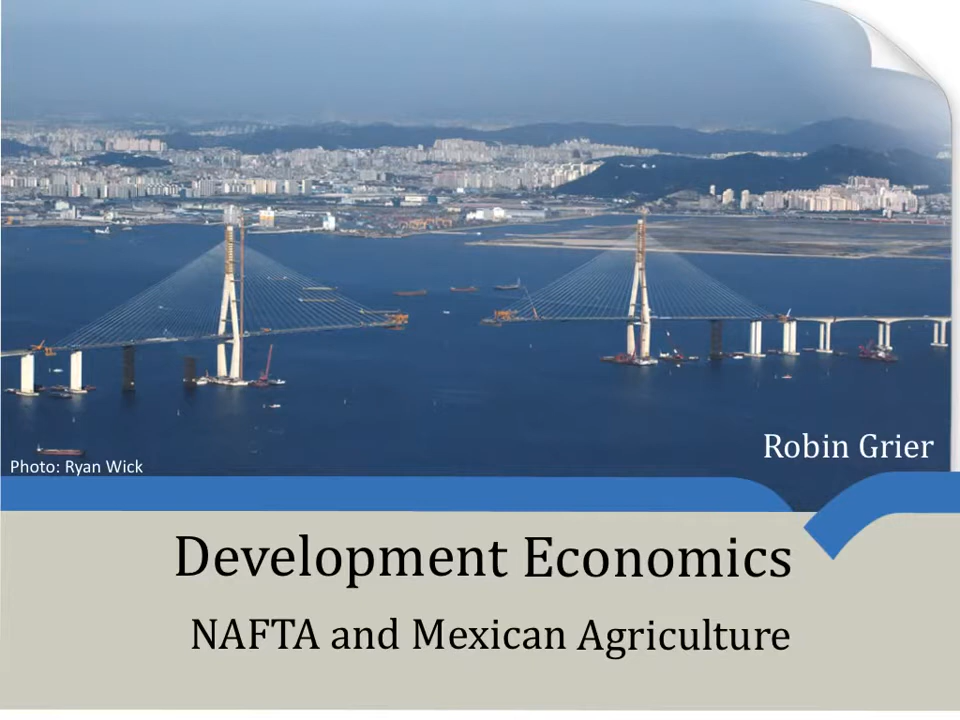 Robin Grier
Photo: Ryan Wick
Development Economics
NAFTA and Mexican Agriculture